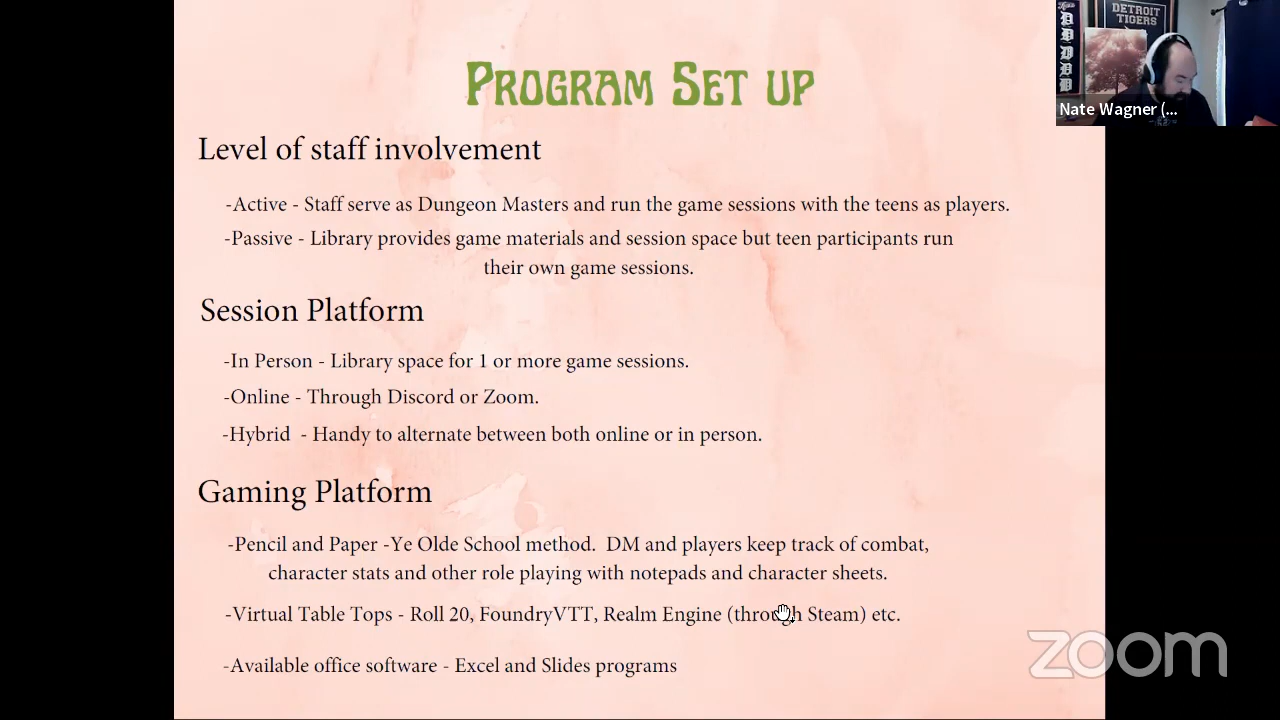 Program Set up
Level of staff involvement
-Active - Staff serve as Dungeon Masters and run the game sessions with the teens as players.
-Passive - Library provides game materials and session space but teen participants run
their own game sessions.
Session Platform
-In Person - Library space for 1 or more game sessions.
-Online - Through Discord or Zoom.
-Hybrid - Handy to alternate between both online or in person.
Gaming Platform
-Pencil and Paper -Ye Olde School method. DM and players keep track of combat,
character stats and other role playing with notepads and character sheets.
-Virtual Table Tops - Roll 20, FoundryVTT, Realm Engine (through Steam) etc.
-Available office software - Excel and Slides programs
DETROIT
TIGERS
Nate Wagner (...
zoom